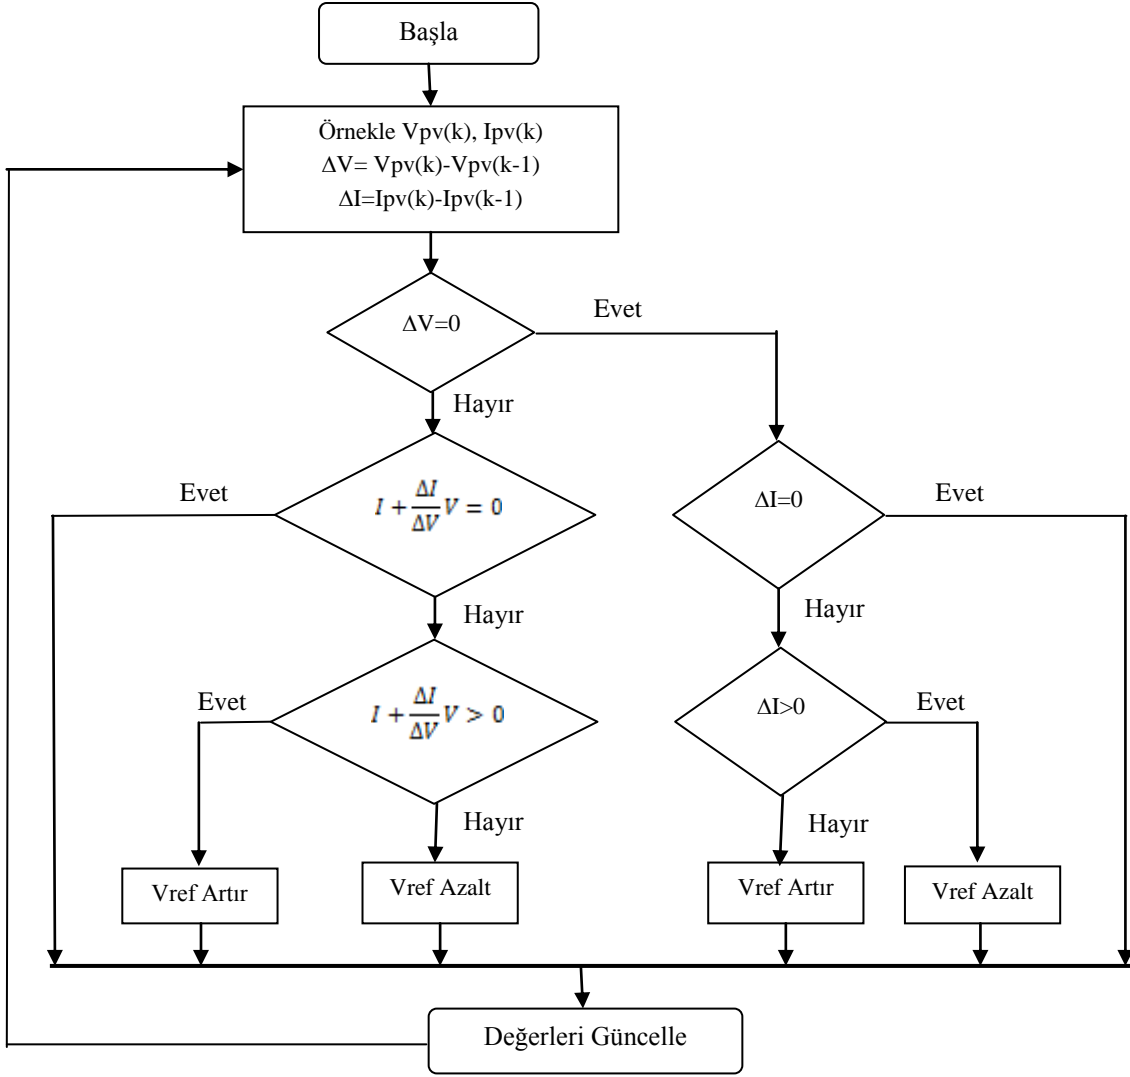 Başla
Örnekle Vpv(k), Ipv(k)
ΔV= Vpv(k)-Vpv(k-1)
ΔI=Ipv(k)-Ipv(k-1)
ΔV=0
Evet
Hayır
Evet
I + ΔI/ΔV V = 0
ΔI=0
Evet
Hayır
Hayır
Evet
I + ΔI/ΔV V > 0
ΔI>0
Evet
Hayır
Hayır
Vref Artır
Vref Azalt
Vref Artır
Vref Azalt
Değerleri Güncelle